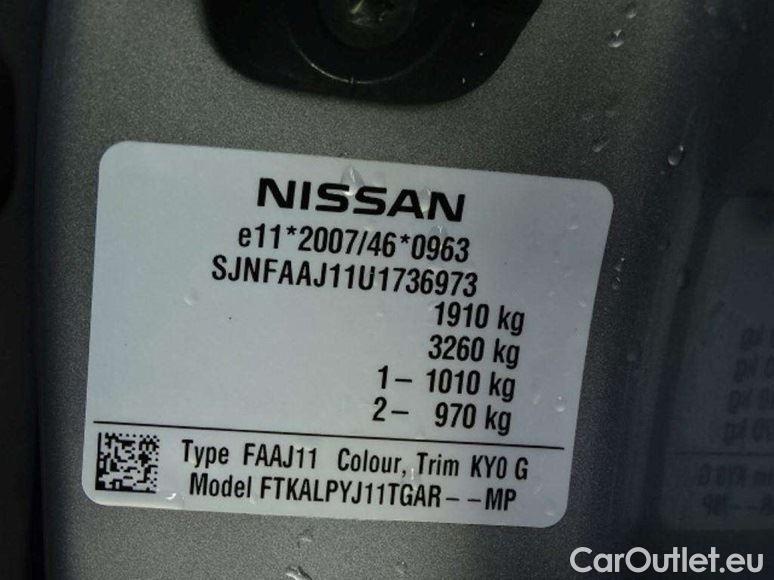 NISSAN
e11*2007/46*0963
SJNFAAJ11U1736973
1910 kg
3260 kg
1- 1010 kg
2- 970 kg
Type FAAJ11 Colour, Trim KY0 G
Model FTKALPYJ11TGAR--MP
CarOutlet.eu